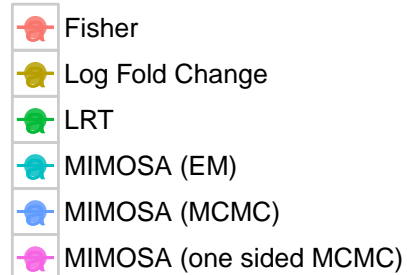 Fisher
Log Fold Change
LRT
MIMOSA (EM)
MIMOSA (MCMC)
MIMOSA (one sided MCMC)